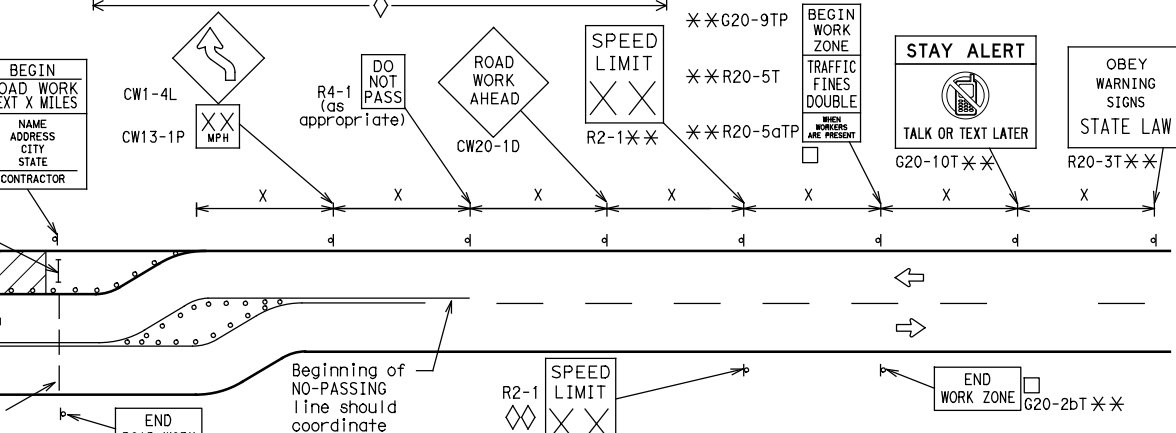 BEGIN
ROAD WORK
NEXT X MILES
NAME
ADDRESS
CITY
STATE
CONTRACTOR
CW1-4L
CW13-1P
XX
MPH
R4-1
(as
appropriate)
DO
NOT
PASS
ROAD
WORK
AHEAD
CW20-1D
SPEED
LIMIT
XX
R2-1**
**G20-9TP
**R20-5T
**R20-5aTP
BEGIN
WORK
ZONE
TRAFFIC
FINES
DOUBLE
WHEN
WORKERS
ARE PRESENT
STAY ALERT
TALK OR TEXT LATER
G20-10T**
OBEY
WARNING
SIGNS
STATE LAW
R20-3T**
X X X X X X X
Beginning of
NO-PASSING
line should
coordinate
R2-1
SPEED
LIMIT
XX
END
WORK ZONE
G20-2bT**
END
ROAD WORK